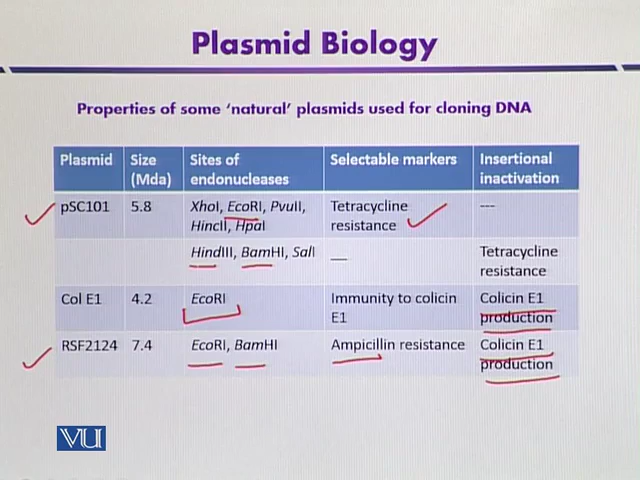 Plasmid Biology
Properties of some ‘natural’ plasmids used for cloning DNA
Plasmid Size (Mda) Sites of endonucleases Selectable markers Insertional inactivation
pSC101 5.8 XhoI, EcoRI, PvuII, HincII, HpaI Tetracycline resistance ---
HindIII, BamHI, SalI __ Tetracycline resistance
Col E1 4.2 EcoRI Immunity to colicin E1 Colicin E1 production
RSF2124 7.4 EcoRI, BamHI Ampicillin resistance Colicin E1 production
VU